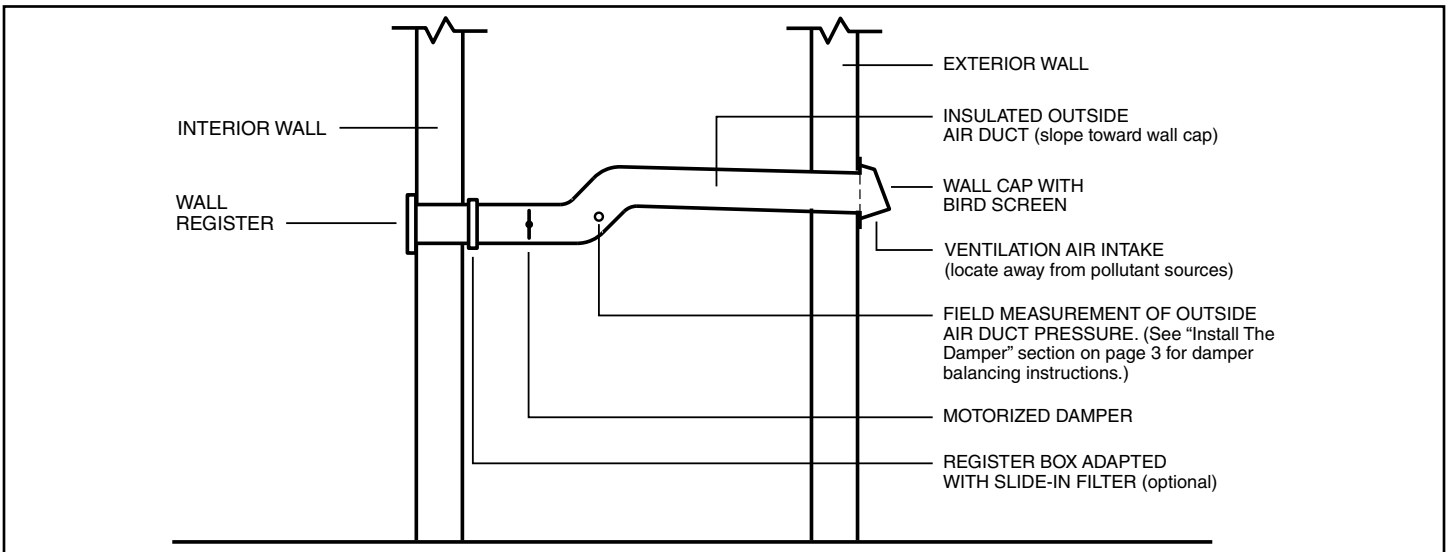 INTERIOR WALL
WALL
REGISTER
EXTERIOR WALL
INSULATED OUTSIDE
AIR DUCT (slope toward wall cap)
WALL CAP WITH
BIRD SCREEN
VENTILATION AIR INTAKE
(locate away from pollutant sources)
FIELD MEASUREMENT OF OUTSIDE
AIR DUCT PRESSURE. (See “Install The
Damper” section on page 3 for damper
balancing instructions.)
MOTORIZED DAMPER
REGISTER BOX ADAPTED
WITH SLIDE-IN FILTER (optional)